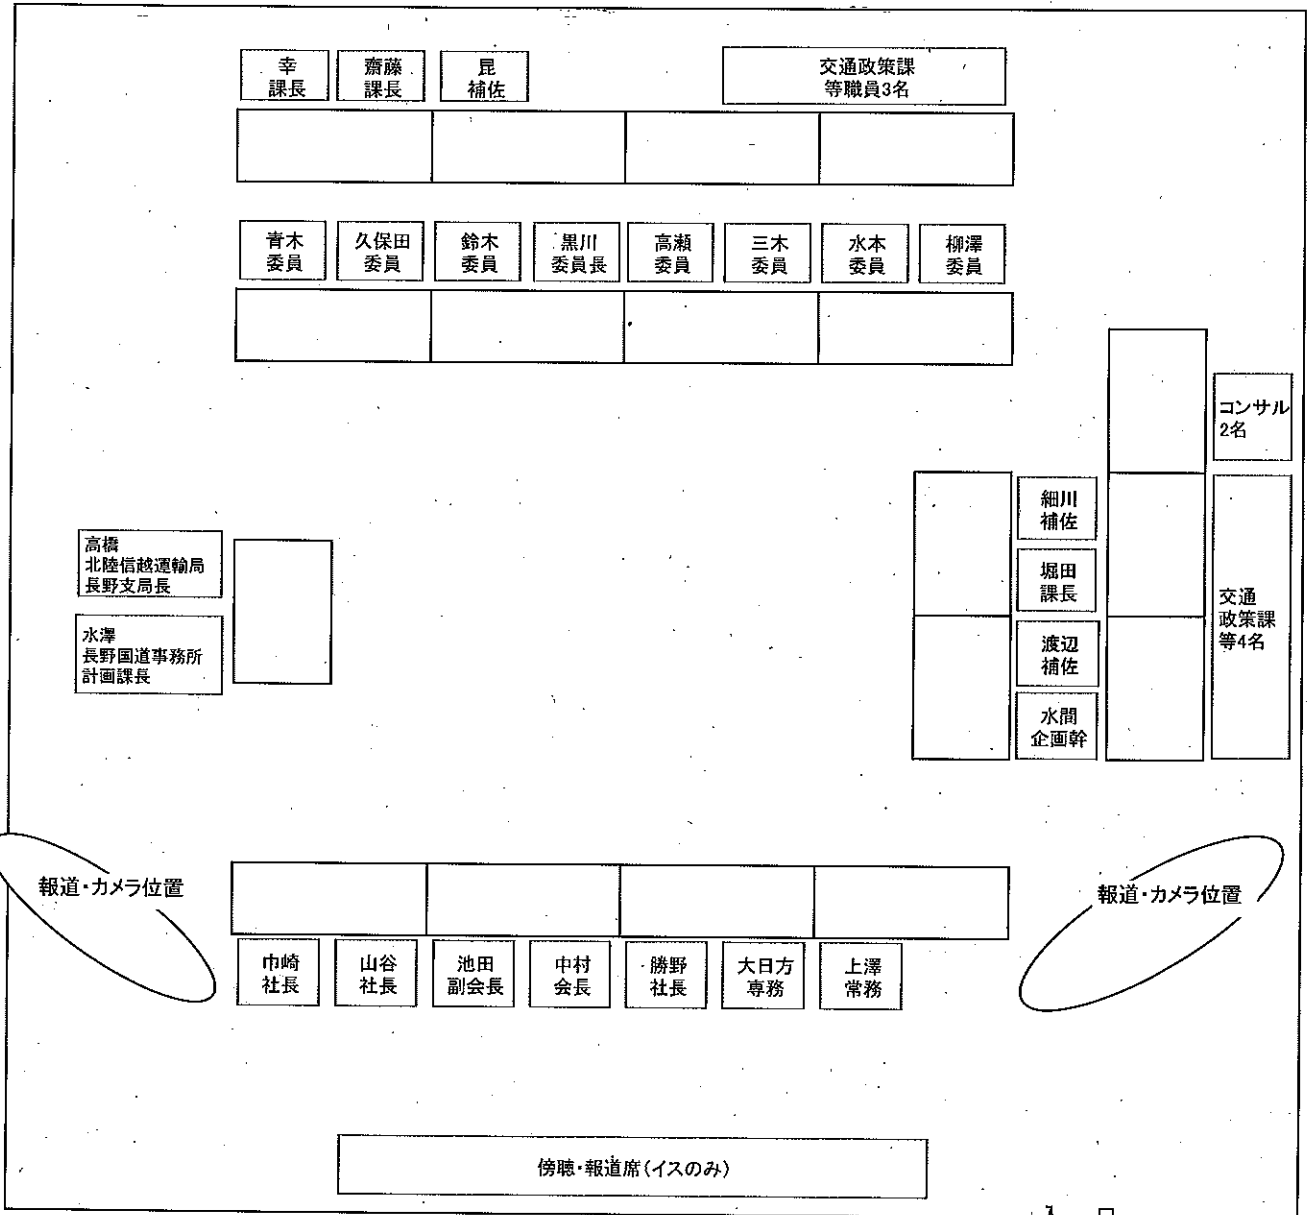 幸
課長
齋藤
課長
昆
補佐
交通政策課
等職員3名
青木
委員
久保田
委員
鈴木
委員
黒川
委員長
高瀬
委員
三木
委員
水本
委員
柳澤
委員
コンサル
2名
細川
補佐
堀田
課長
渡辺
補佐
水間
企画幹
交通
政策課
等4名
高橋
北陸信越運輸局
長野支局長
水澤
長野国道事務所
計画課長
報道・カメラ位置
報道・カメラ位置
巾崎
社長
山谷
社長
池田
副会長
中村
会長
勝野
社長
大日方
専務
上澤
常務
傍聴・報道席(イスのみ)